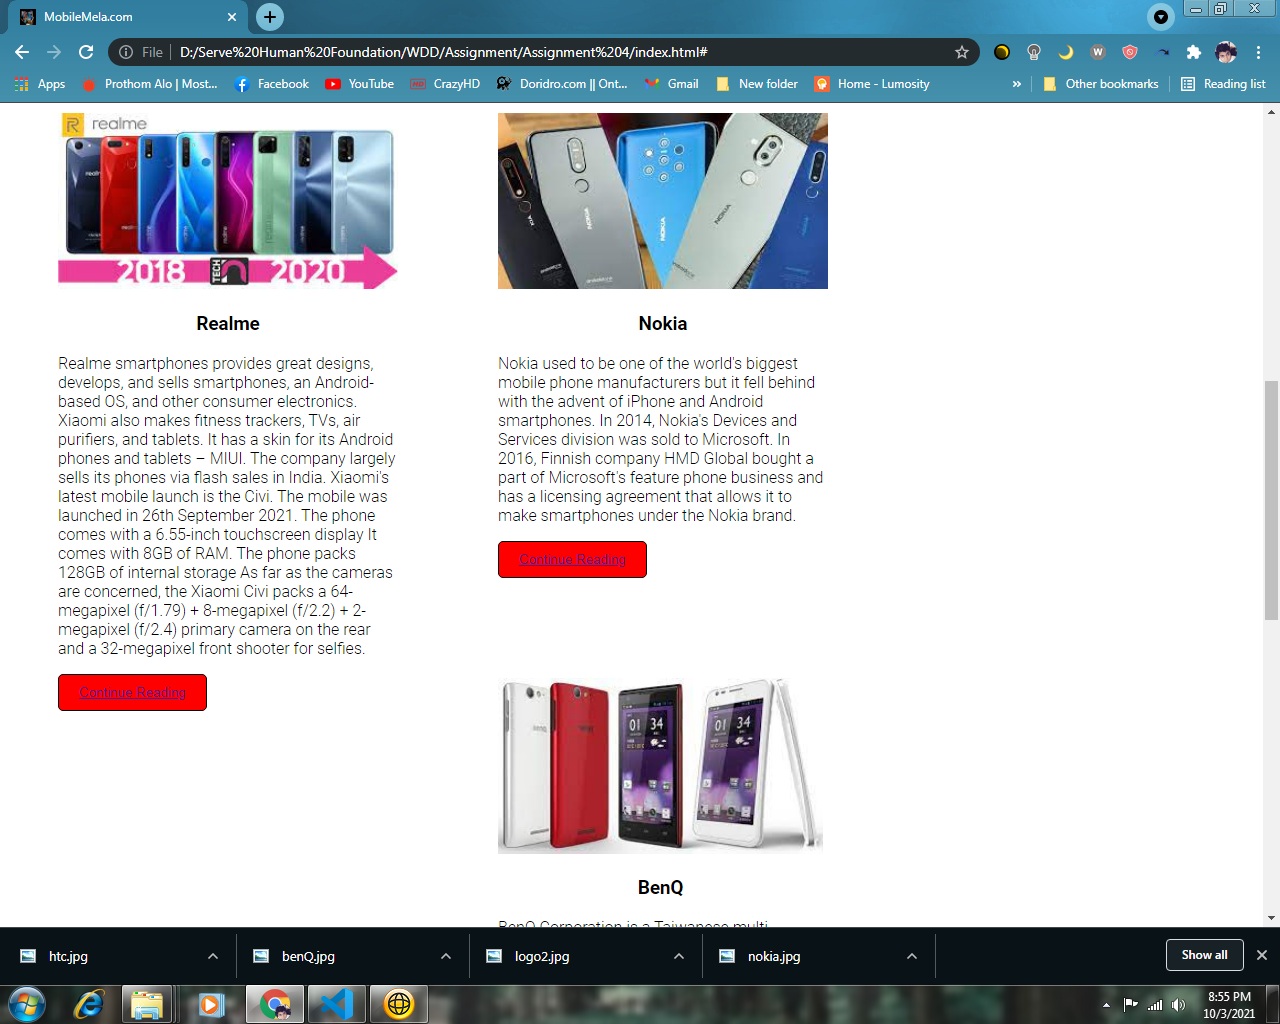 MobileMela.com
File
D:/Serve%20Human%20Foundation/WDD/Assignment/Assignment%204/index.html#
Apps
Prothom Alo | Most...
Facebook
YouTube
CrazyHD
Doridro.com || Ont...
Gmail
New folder
Home - Lumosity
»
Other bookmarks
Reading list
R realme
2018 TECH 2020
NOKIA
NOKIA
NOKIA
Realme
Realme smartphones provides great designs,
develops, and sells smartphones, an Android-
based OS, and other consumer electronics.
Xiaomi also makes fitness trackers, TVs, air
purifiers, and tablets. It has a skin for its Android
phones and tablets – MIUI. The company largely
sells its phones via flash sales in India. Xiaomi's
latest mobile launch is the Civi. The mobile was
launched in 26th September 2021. The phone
comes with a 6.55-inch touchscreen display It
comes with 8GB of RAM. The phone packs
128GB of internal storage As far as the cameras
are concerned, the Xiaomi Civi packs a 64-
megapixel (f/1.79) + 8-megapixel (f/2.2) + 2-
megapixel (f/2.4) primary camera on the rear
and a 32-megapixel front shooter for selfies.
Continue Reading
Nokia
Nokia used to be one of the world's biggest
mobile phone manufacturers but it fell behind
with the advent of iPhone and Android
smartphones. In 2014, Nokia's Devices and
Services division was sold to Microsoft. In
2016, Finnish company HMD Global bought a
part of Microsoft's feature phone business and
has a licensing agreement that allows it to
make smartphones under the Nokia brand.
Continue Reading
01 34
01 34
BenQ
BenQ Corporation is a Taiwanese multi
htc.jpg
benQ.jpg
logo2.jpg
nokia.jpg
Show all
8:55 PM
10/3/2021